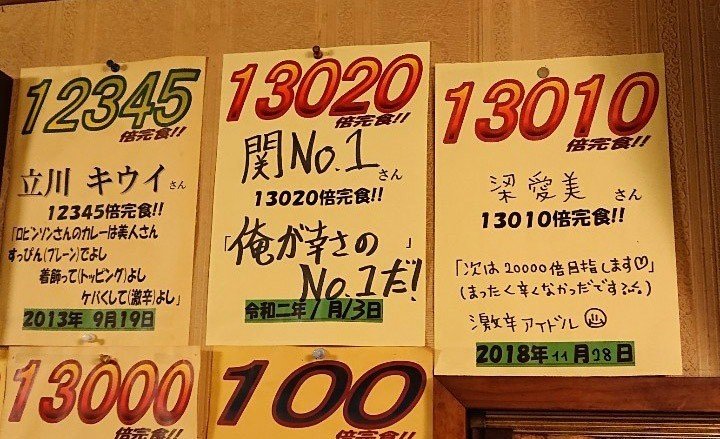 12345
倍完食!!
立川 キウイ さん
12345倍完食!!
「ロビンソンさんのカレーは美人さん
すっぴん(プレーン)でよし
着飾って(トッピング)よし
ケバくして(激辛)よし」
2013年 9月19日
13020
倍完食!!
関No.1 さん
13020倍完食!!
「俺が幸さの
No.1だ!」
令和二年1月13日
13010
倍完食!!
梁 愛美 さん
13010倍完食!!
「次は20000倍目指します♡」
(まったく辛くなかったです
激辛アイドル
2018年11月28日
13000
倍完食!!
100
倍完食!!